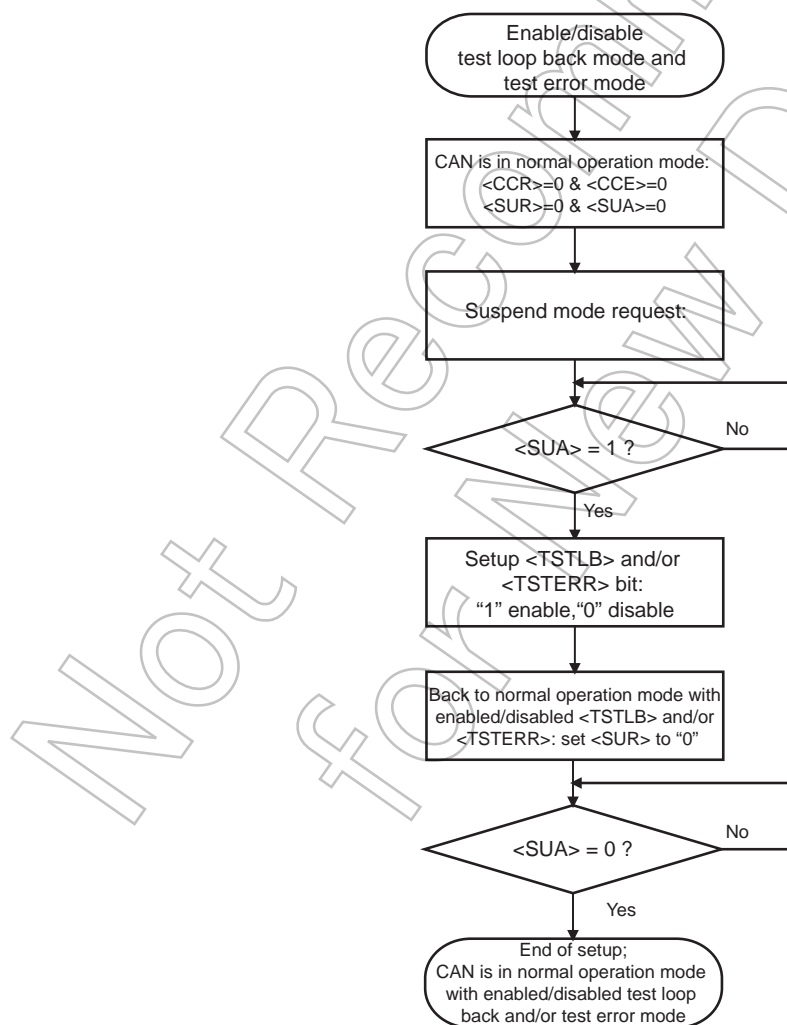 Enable/disable
test loop back mode and
test error mode
CAN is in normal operation mode:
<CCR>=0 & <CCE>=0
<SUR>=0 & <SUA>=0
Suspend mode request:
<SUA> = 1 ?
No
Yes
Setup <TSTLB> and/or
<TSTERR> bit:
“1” enable,“0” disable
Back to normal operation mode with
enabled/disabled <TSTLB> and/or
<TSTERR>: set <SUR> to “0”
<SUA> = 0 ?
No
Yes
End of setup;
CAN is in normal operation mode
with enabled/disabled test loop
back and/or test error mode
Not Recomm
for New D